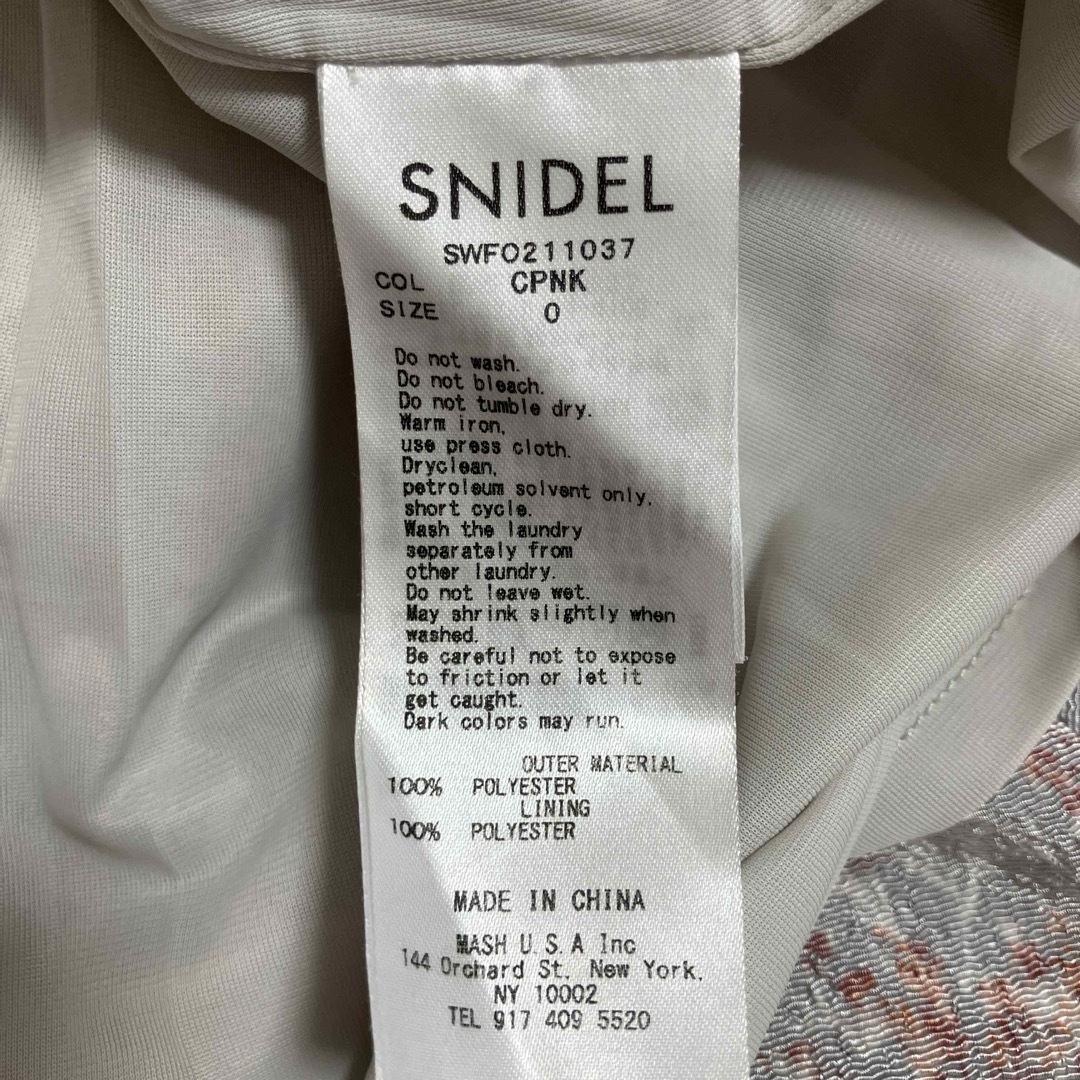 SNIDEL
SWFO211037
COL CPNK
SIZE 0
Do not wash.
Do not bleach.
Do not tumble dry.
Warm iron,
use press cloth.
Dryclean,
petroleum solvent only,
short cycle.
Wash the laundry
separately from
other laundry.
Do not leave wet.
May shrink slightly when
washed.
Be careful not to expose
to friction or let it
get caught.
Dark colors may run.
OUTER MATERIAL
100% POLYESTER
LINING
100% POLYESTER
MADE IN CHINA
MASH U.S.A Inc
144 Orchard St. New York.
NY 10002
TEL 917 409 5520